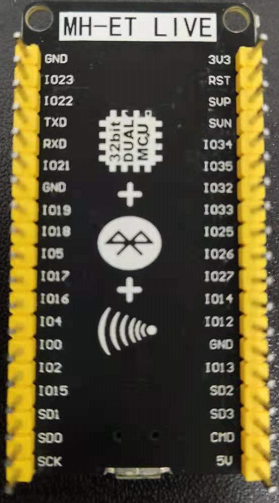 MH-ET LIVE
GND 3V3
IO23 RST
IO22 SVP
TXD SVN
RXD IO34
IO21 IO35
GND IO32
IO19 IO33
IO18 IO25
IO5 IO26
IO17 IO27
IO16 IO14
IO4 IO12
IO0 GND
IO2 IO13
IO15 SD2
SD1 SD3
SD0 CMD
SCK 5V
32bit
DUAL
MCU
+
+